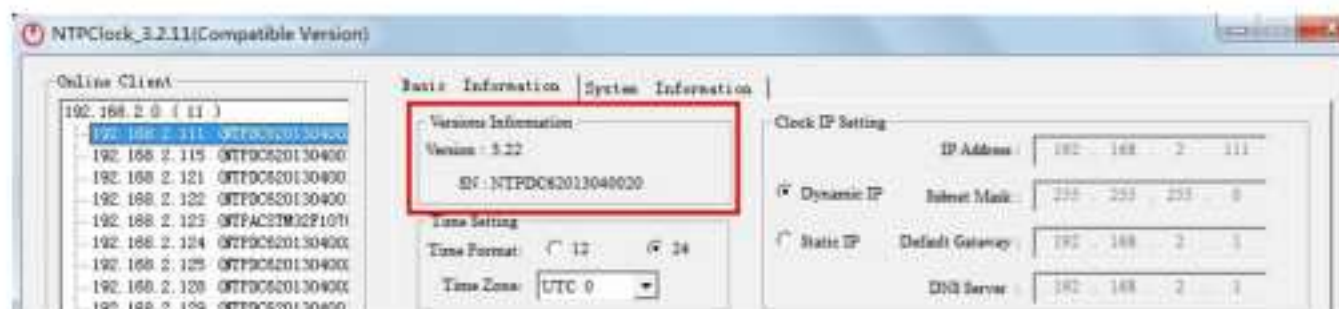 NTPClock_3.2.11(Compatible Version)
Online Client
192.168.2.0 ( 11 )
192.168.2.111
192.168.2.115
192.168.2.121
192.168.2.122
192.168.2.123
192.168.2.124
192.168.2.125
192.168.2.128
192.168.2.129
Basic Information
System Information
Versions Information
Version : 3.22
SN : NTPDC62013040020
Time Setting
Time Format: 12 24
Time Zone: UTC 0
Clock IP Setting
Dynamic IP
Static IP
IP Address : 192 . 168 . 2 . 111
Subnet Mask : 255 . 255 . 255 . 0
Default Gateway : 192 . 168 . 2 . 1
DNS Server : 192 . 168 . 2 . 1